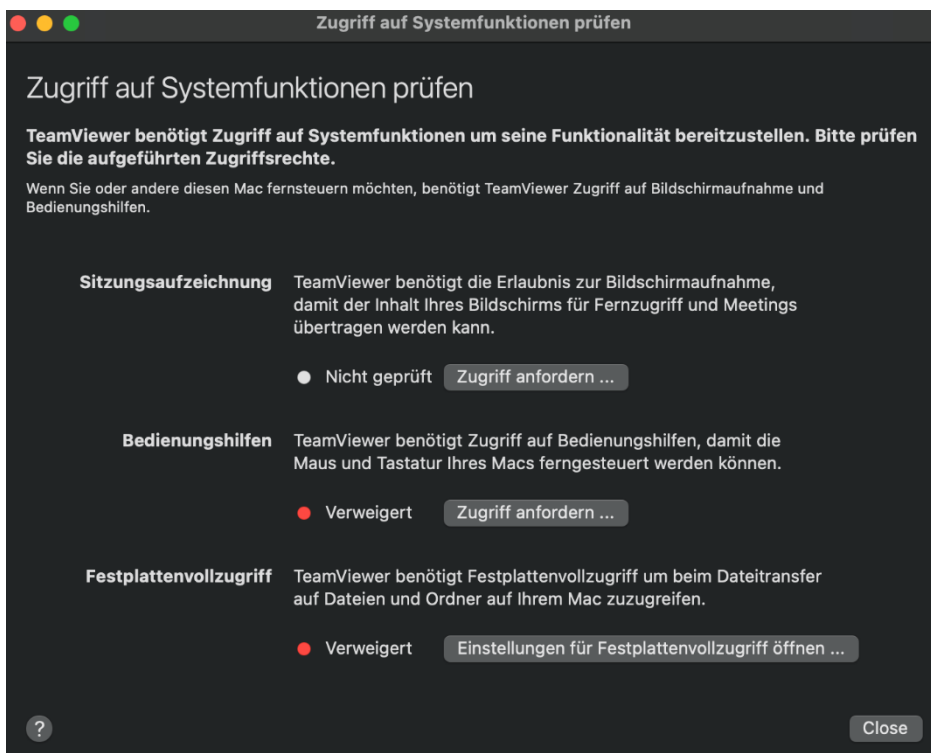 Zugriff auf Systemfunktionen prüfen
Zugriff auf Systemfunktionen prüfen
TeamViewer benötigt Zugriff auf Systemfunktionen um seine Funktionalität bereitzustellen. Bitte prüfen
Sie die aufgeführten Zugriffsrechte.
Wenn Sie oder andere diesen Mac fernsteuern möchten, benötigt TeamViewer Zugriff auf Bildschirmaufnahme und
Bedienungshilfen.
Sitzungsaufzeichnung TeamViewer benötigt die Erlaubnis zur Bildschirmaufnahme,
damit der Inhalt Ihres Bildschirms für Fernzugriff und Meetings
übertragen werden kann.
Nicht geprüft Zugriff anfordern ...
Bedienungshilfen TeamViewer benötigt Zugriff auf Bedienungshilfen, damit die
Maus und Tastatur Ihres Macs ferngesteuert werden können.
Verweigert Zugriff anfordern ...
Festplattenvollzugriff TeamViewer benötigt Festplattenvollzugriff um beim Dateitransfer
auf Dateien und Ordner auf Ihrem Mac zuzugreifen.
Verweigert Einstellungen für Festplattenvollzugriff öffnen ...
? Close